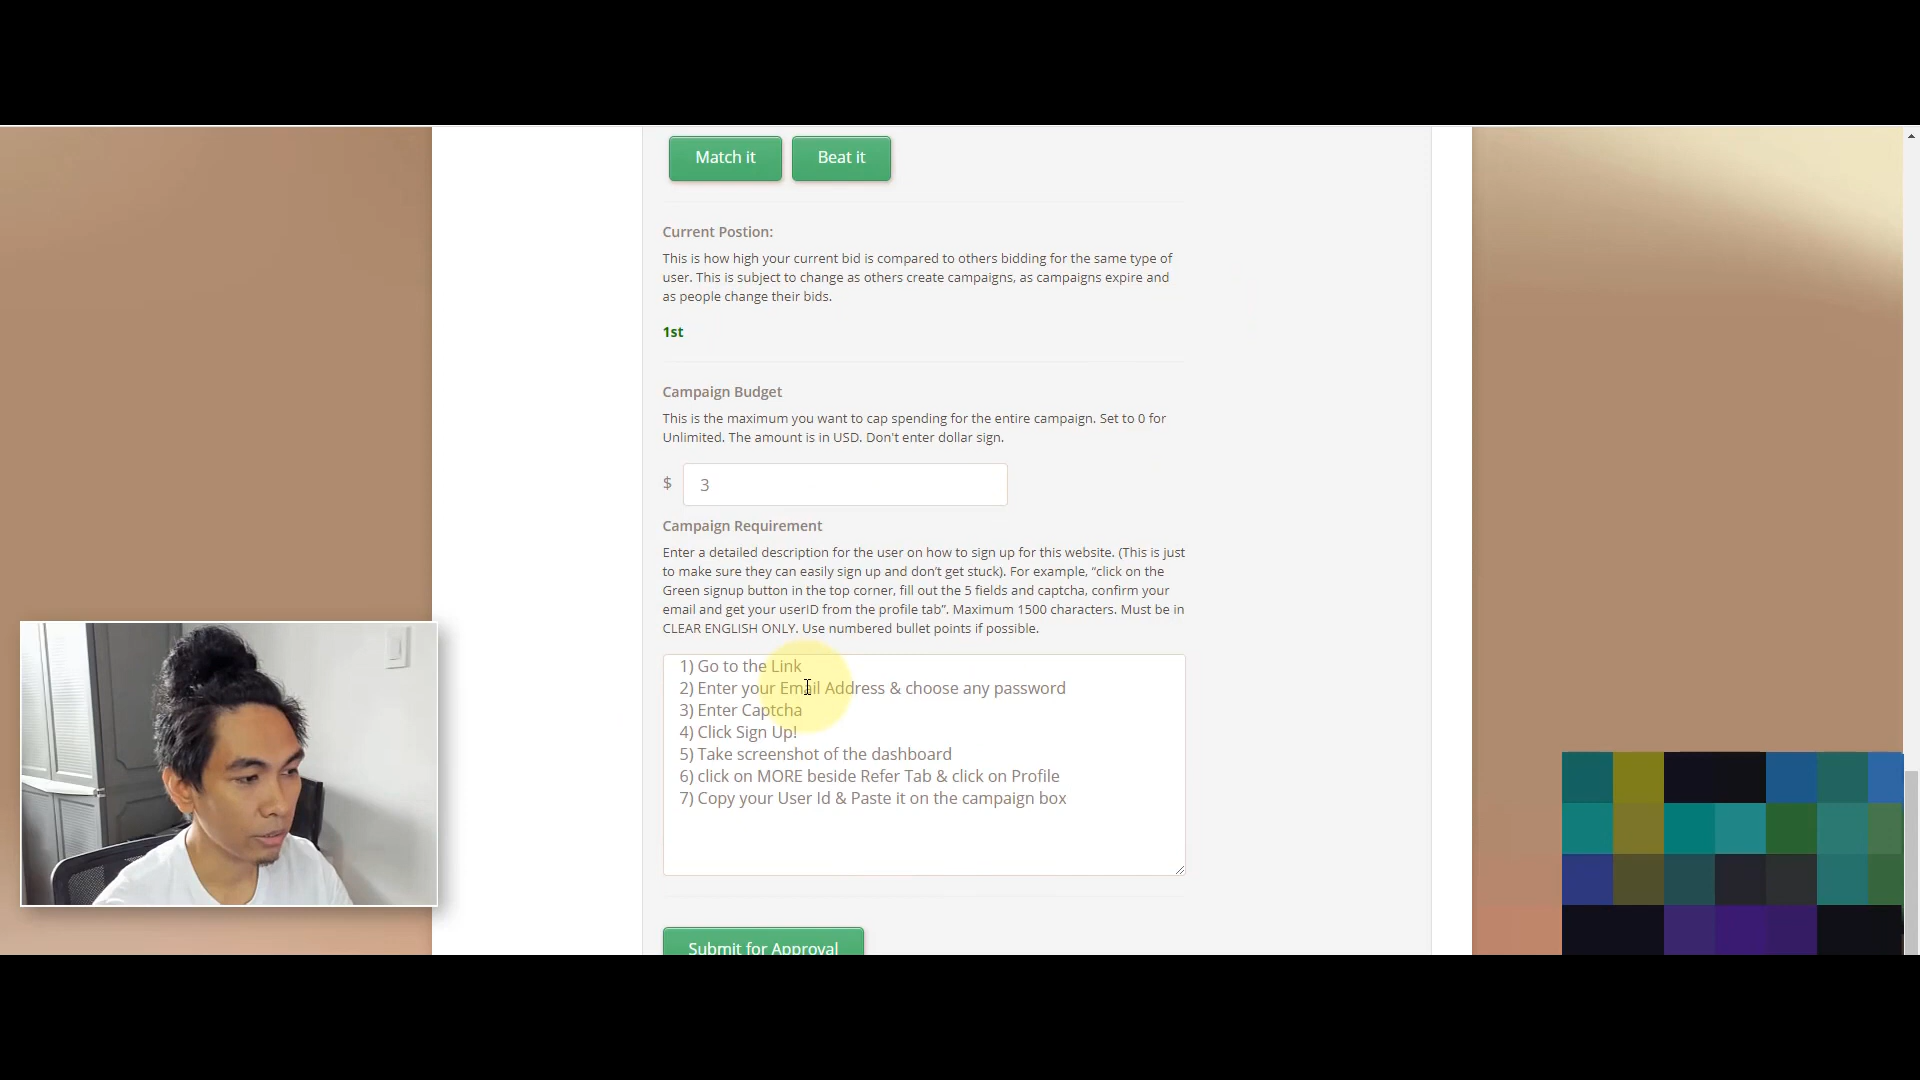 Match it
Beat it
Current Postion:
This is how high your current bid is compared to others bidding for the same type of
user. This is subject to change as others create campaigns, as campaigns expire and
as people change their bids.
1st
Campaign Budget
This is the maximum you want to cap spending for the entire campaign. Set to 0 for
Unlimited. The amount is in USD. Don't enter dollar sign.
$ 3
Campaign Requirement
Enter a detailed description for the user on how to sign up for this website. (This is just
to make sure they can easily sign up and don't get stuck). For example, “click on the
Green signup button in the top corner, fill out the 5 fields and captcha, confirm your
email and get your userID from the profile tab”. Maximum 1500 characters. Must be in
CLEAR ENGLISH ONLY. Use numbered bullet points if possible.
1) Go to the Link
2) Enter your Email Address & choose any password
3) Enter Captcha
4) Click Sign Up!
5) Take screenshot of the dashboard
6) click on MORE beside Refer Tab & click on Profile
7) Copy your User Id & Paste it on the campaign box
Submit for Approval